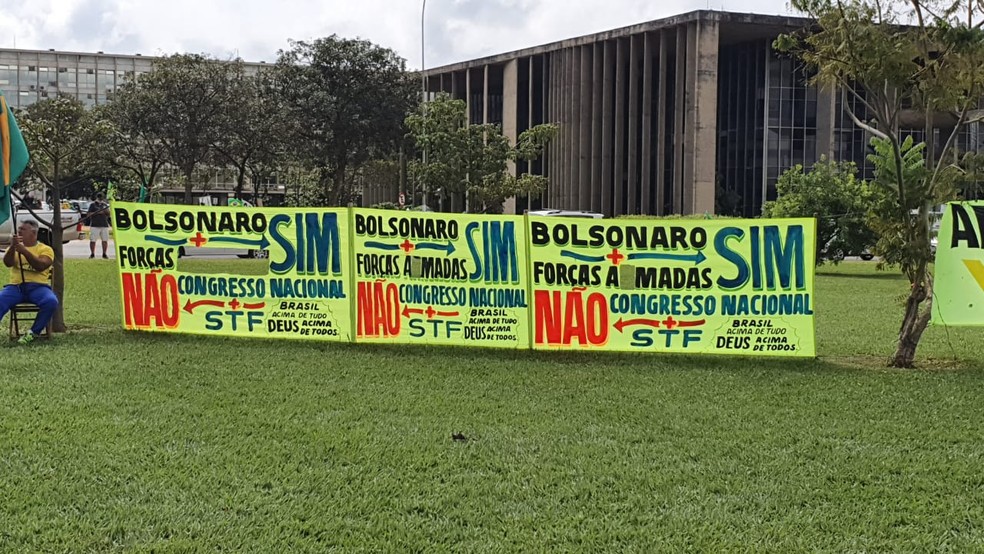 BOLSONARO SIM
+
FORÇAS
NÃO CONGRESSO NACIONAL
+
STF
BRASIL
ACIMA DE TUDO
DEUS ACIMA
DE TODOS
BOLSONARO SIM
+
FORÇAS
NÃO CONGRESSO NACIONAL
+
STF
BRASIL
ACIMA DE TUDO
DEUS ACIMA
DE TODOS
BOLSONARO SIM
+
FORÇAS
NÃO CONGRESSO NACIONAL
+
STF
BRASIL
ACIMA DE TUDO
DEUS ACIMA
DE TODOS